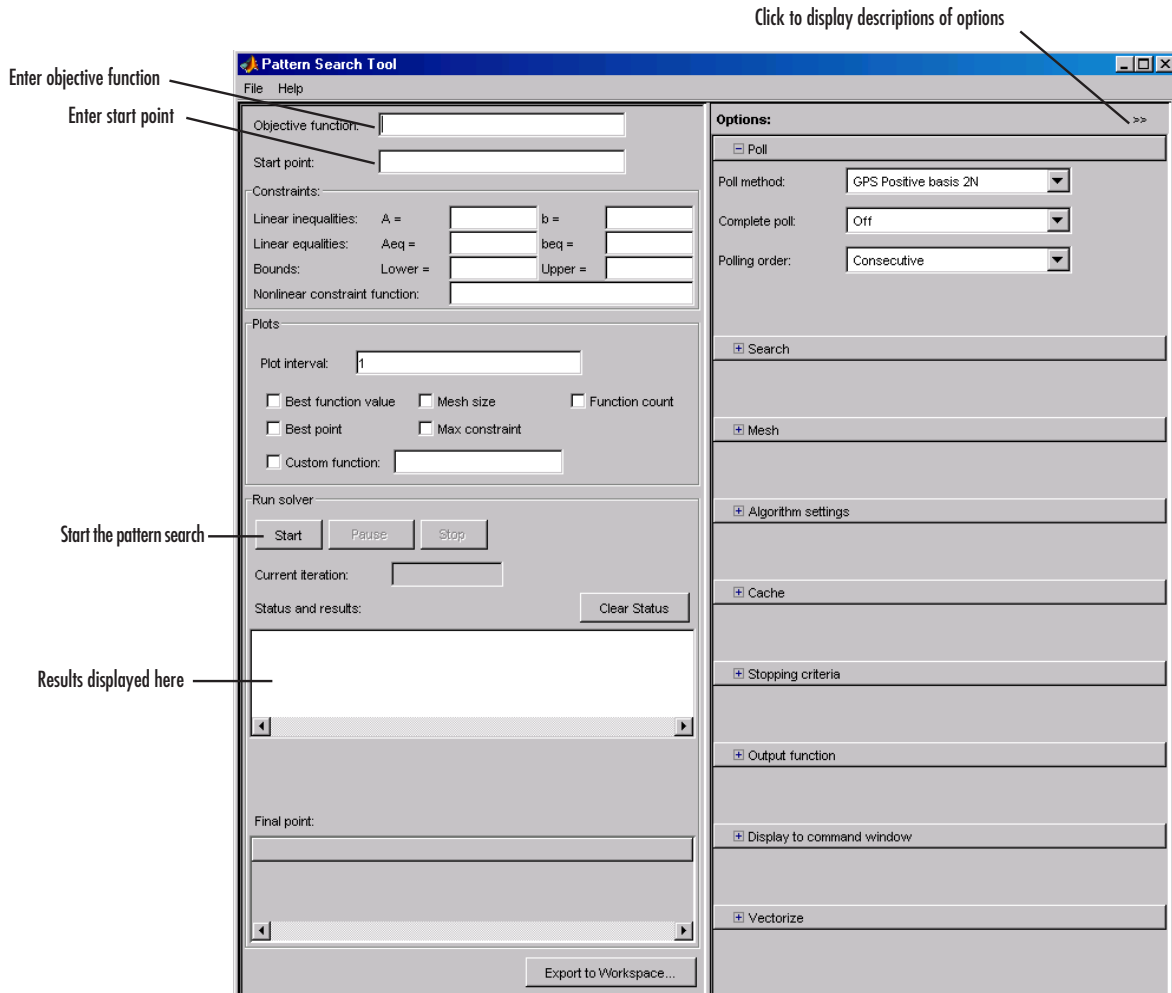 Click to display descriptions of options
Pattern Search Tool
Enter objective function
File Help
Enter start point
Objective function:
Start point:
Constraints:
Linear inequalities: A = b =
Linear equalities: Aeq = beq =
Bounds: Lower = Upper =
Nonlinear constraint function:
Plots
Plot interval: 1
Best function value Mesh size Function count
Best point Max constraint
Custom function:
Run solver
Start the pattern search
Start Pause Stop
Current iteration:
Status and results: Clear Status
Results displayed here
Final point:
Export to Workspace...
Options: >>
Poll
Poll method: GPS Positive basis 2N
Complete poll: Off
Polling order: Consecutive
Search
Mesh
Algorithm settings
Cache
Stopping criteria
Output function
Display to command window
Vectorize